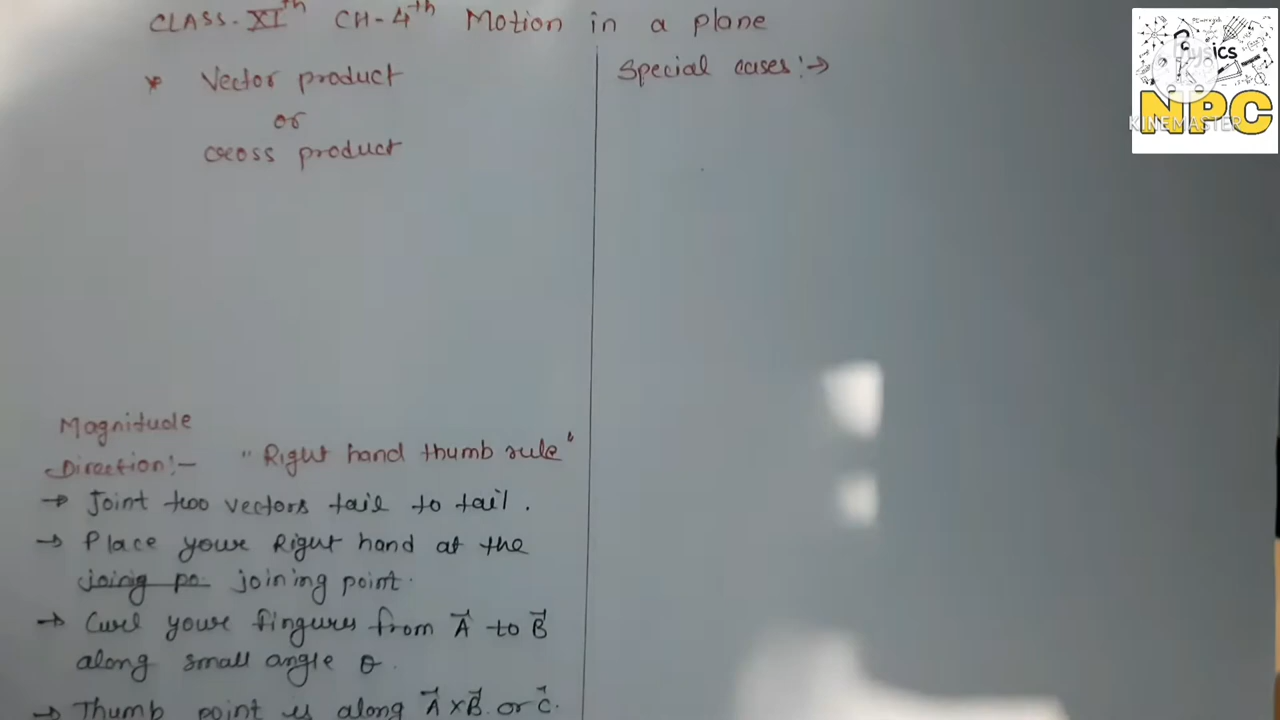 CLASS-XIth CH-4th Motion in a plane
* Vector product
or
cross product
Magnitude
Direction:- "Right hand thumb rule"
→ Joint two vectors tail to tail.
→ Place your Right hand at the
joinig po. joining point.
→ Curl your fingures from A⃗ to B⃗
along small angle θ.
→ Thumb point is along A⃗ x B⃗ or C⃗.
Special cases:→
Physics
NPC
KINEMASTER